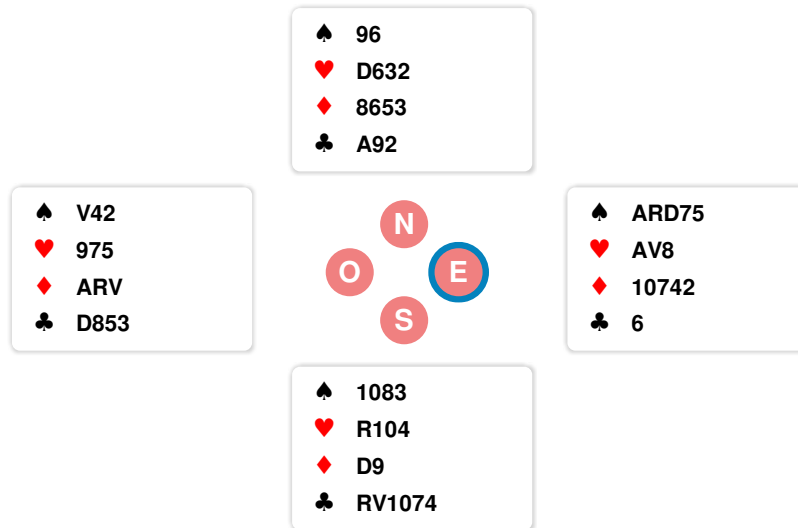 ♠ 96
♥ D632
♦ 8653
♣ A92
♠ V42
♥ 975
♦ ARV
♣ D853
N
O
E
S
♠ ARD75
♥ AV8
♦ 10742
♣ 6
♠ 1083
♥ R104
♦ D9
♣ RV1074